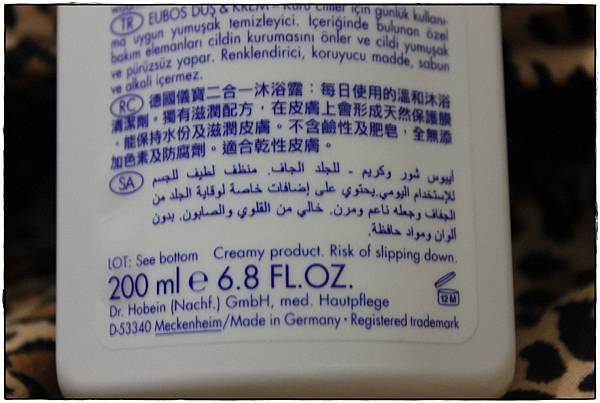 TR EUBOS DUŞ & KREM – Kuru ciltler için günlük kullanı-
ma uygun yumuşak temizleyici. İçeriğinde bulunan özel
bakım elemanları cildin kurumasını önler ve cildi yumuşak
ve pürüzsüz yapar. Renklendirici, koruyucu madde, sabun
ve alkali içermez.
RC 德國儀寶二合一沐浴露：每日使用的溫和沐浴
清潔劑。獨有滋潤配方，在皮膚上會形成天然保護膜
，能保持水份及滋潤皮膚。不含鹼性及肥皂，全無添
加色素及防腐劑。適合乾性皮膚。
SA ايبوس شور وكريم - للجلد الجاف. منظف لطيف للجسم
للإستخدام اليومي.يحتوي على إضافات خاصة لوقاية الجلد من
الجفاف وجعله ناعم ومرن. خالي من القلوي والصابون. بدون
ألوان ومواد حافظة.
LOT: See bottom Creamy product. Risk of slipping down.
200 ml e 6.8 FL.OZ.
12 M
Dr. Hobein (Nachf.) GmbH, med. Hautpflege
D-53340 Meckenheim/Made in Germany · Registered trademark